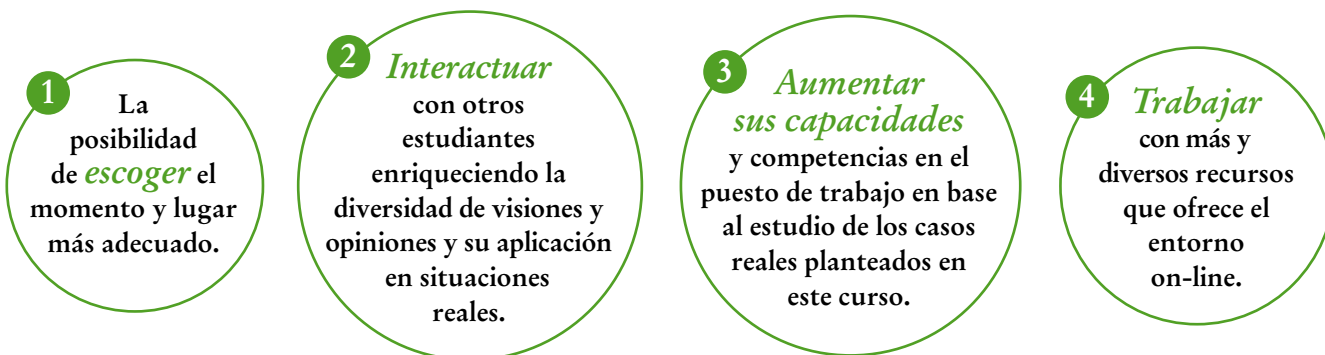 1
La
posibilidad
de escoger el
momento y lugar
más adecuado.
2
Interactuar
con otros
estudiantes
enriqueciendo la
diversidad de visiones y
opiniones y su aplicación
en situaciones
reales.
3
Aumentar
sus capacidades
y competencias en el
puesto de trabajo en base
al estudio de los casos
reales planteados en
este curso.
4
Trabajar
con más y
diversos recursos
que ofrece el
entorno
on-line.